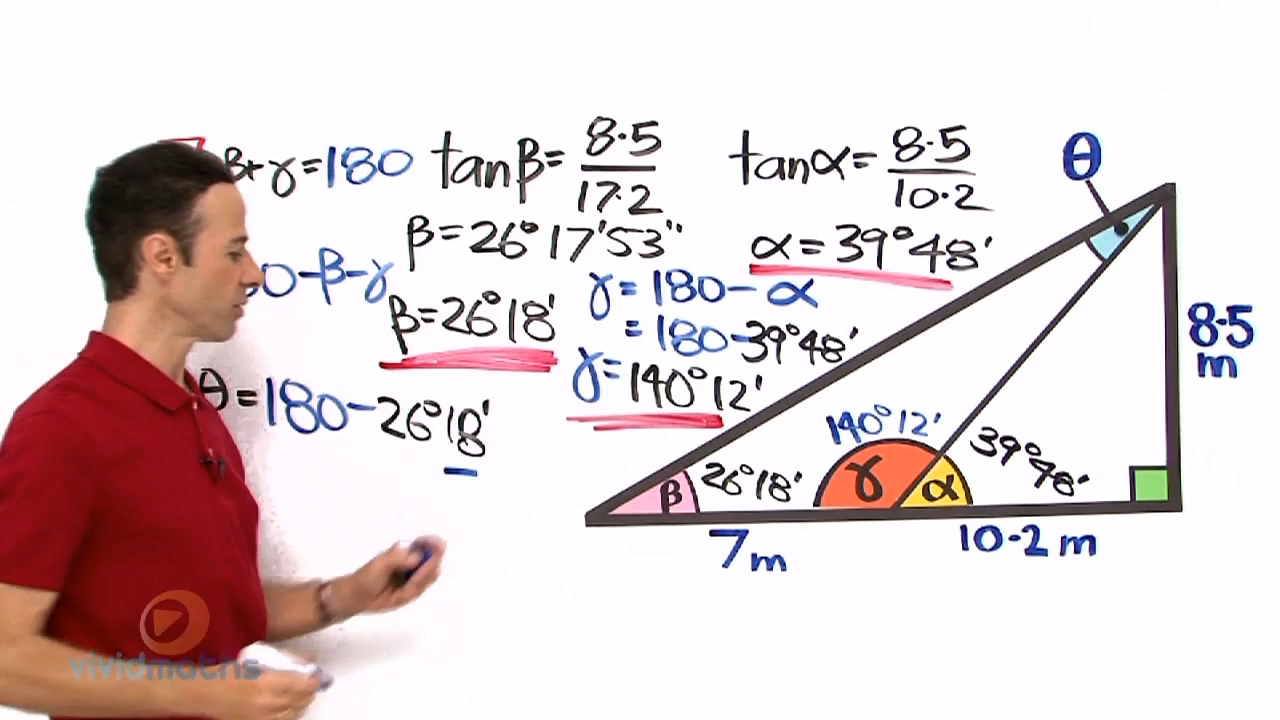 β+γ=180
tanβ= 8.5/17.2
β=26°17'53"
β=26°18'
tanα= 8.5/10.2
α=39°48'
0-β-γ
γ=180-α
=180-39°48'
γ=140°12'
θ=180-26°18'
θ
8.5
m
140°12'
39°48'
β
26°18'
γ
α
7m
10.2m
vividmaths